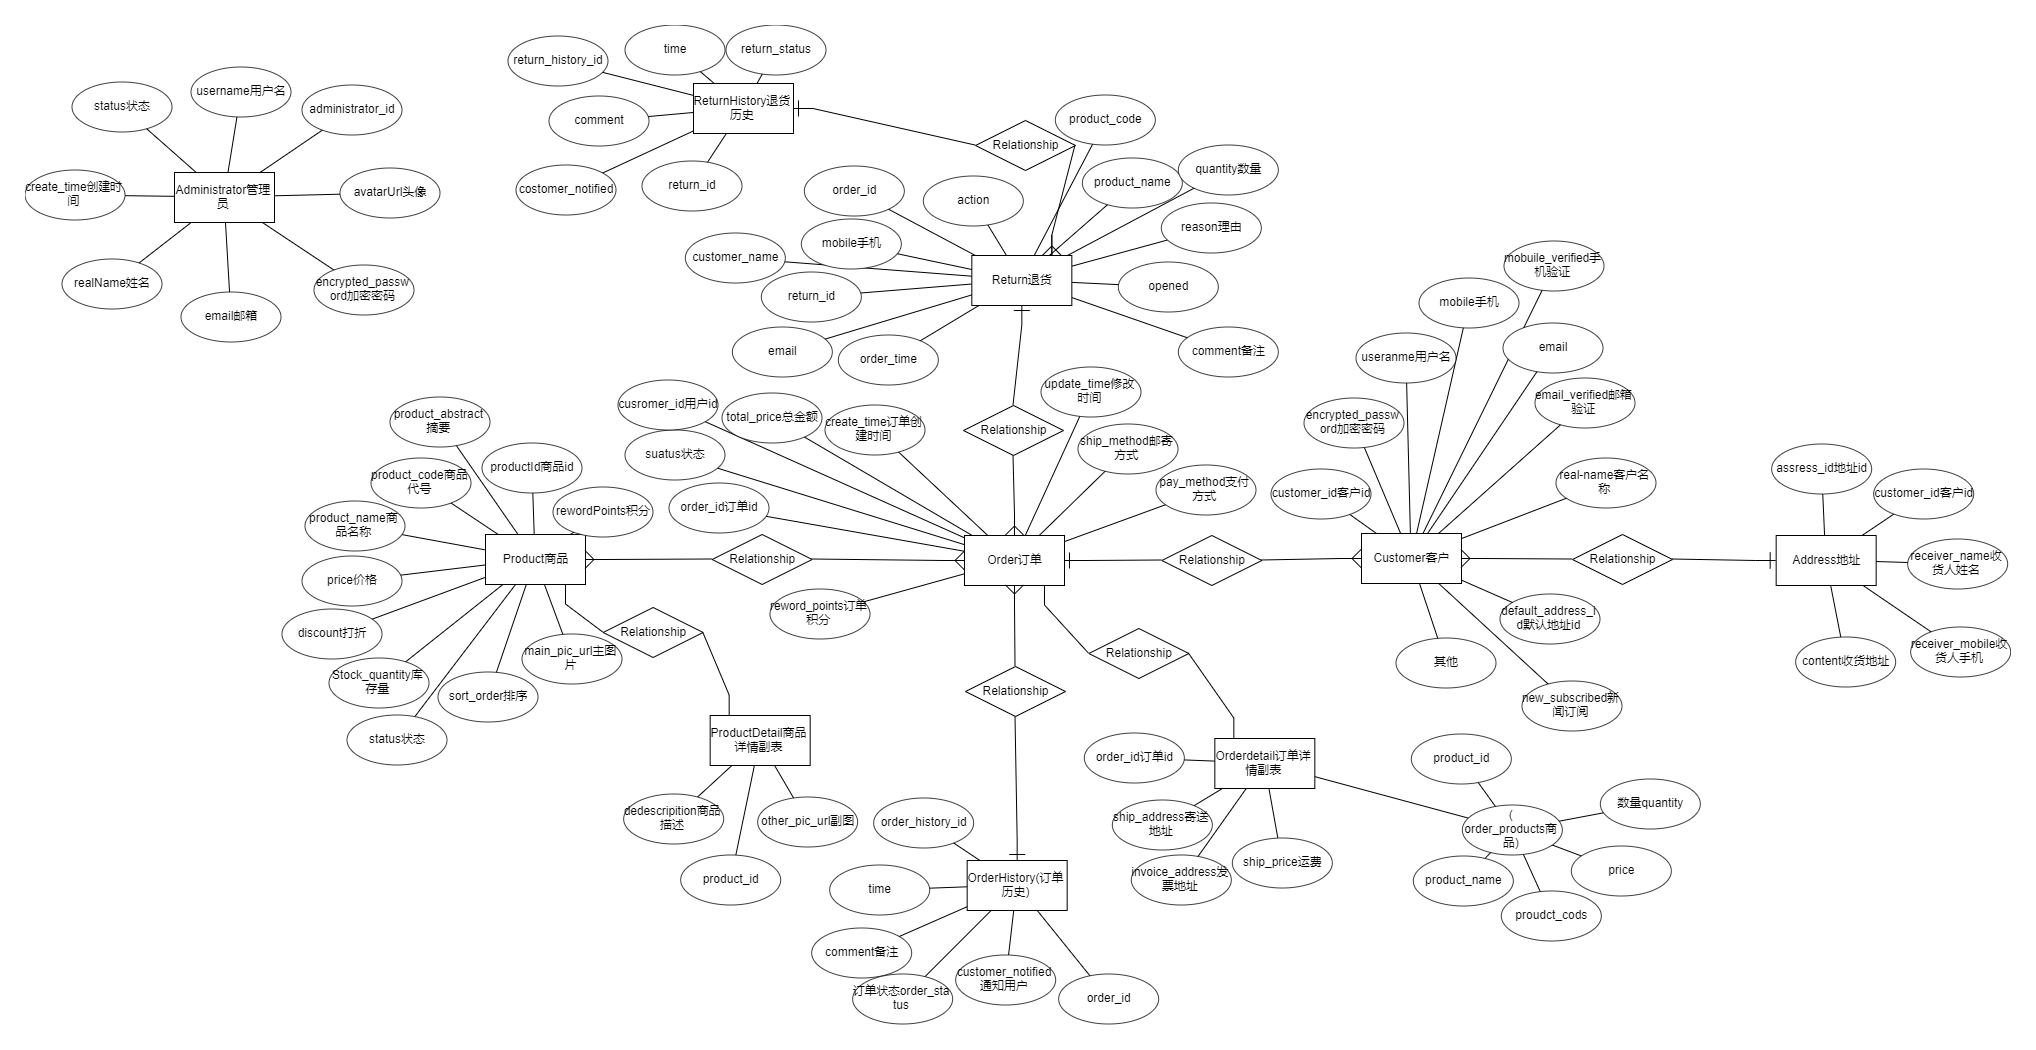 status状态
username用户名
administrator_id
create_time创建时
间
Administrator管理
员
avatarUrl头像
realName姓名
email邮箱
encrypted_passw
ord加密密码
return_history_id
time
return_status
ReturnHistory退货
历史
comment
costomer_notified
return_id
Relationship
product_code
order_id
action
product_name
quantity数量
mobile手机
reason理由
customer_name
return_id
Return退货
opened
email
order_time
comment备注
Relationship
cusromer_id用户id
total_price总金额
create_time订单创
建时间
update_time修改
时间
ship_method邮寄
方式
suatus状态
pay_method支付
方式
order_id订单id
Order订单
reword_points订单
积分
product_abstract
摘要
product_code商品
代号
productId商品id
product_name商
品名称
rewordPoints积分
Product商品
price价格
discount打折
Stock_quantity库
存量
status状态
sort_order排序
main_pic_url主图
片
Relationship
Relationship
ProductDetail商品
详情副表
dedescripition商品
描述
other_pic_url副图
product_id
Relationship
Relationship
Relationship
order_history_id
time
OrderHistory(订单
历史)
comment备注
订单状态order_sta
tus
customer_notified
通知用户
order_id
order_id订单id
Orderdetail订单详
情副表
ship_address寄送
地址
invoice_address发
票地址
ship_price运费
product_id
数量quantity
(
order_products商
品)
product_name
price
proudct_cods
mobuile_verified手
机验证
mobile手机
useranme用户名
email
encrypted_passw
ord加密密码
email_verified邮箱
验证
customer_id客户id
real-name客户名
称
Customer客户
default_address_i
d默认地址id
其他
new_subscribed新
闻订阅
Relationship
assress_id地址id
customer_id客户id
Address地址
receiver_name收
货人姓名
content收货地址
receiver_mobile收
货人手机